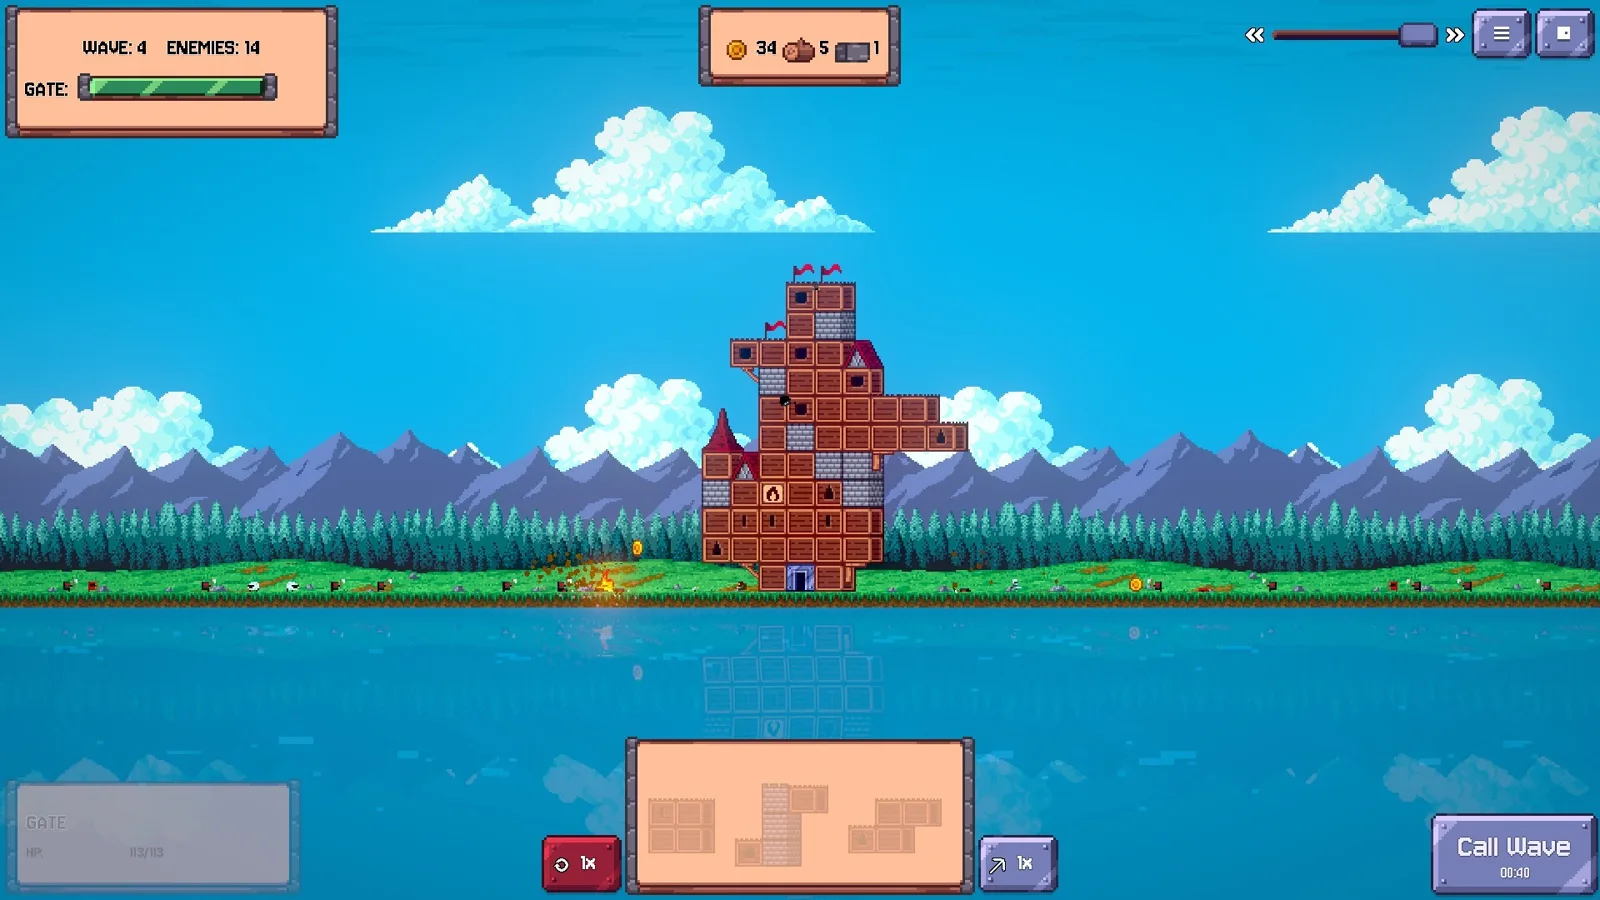 WAVE: 4 ENEMIES: 14
GATE:
34 5 1
GATE
HP: 113/113
1x
1x
Call Wave
00:40